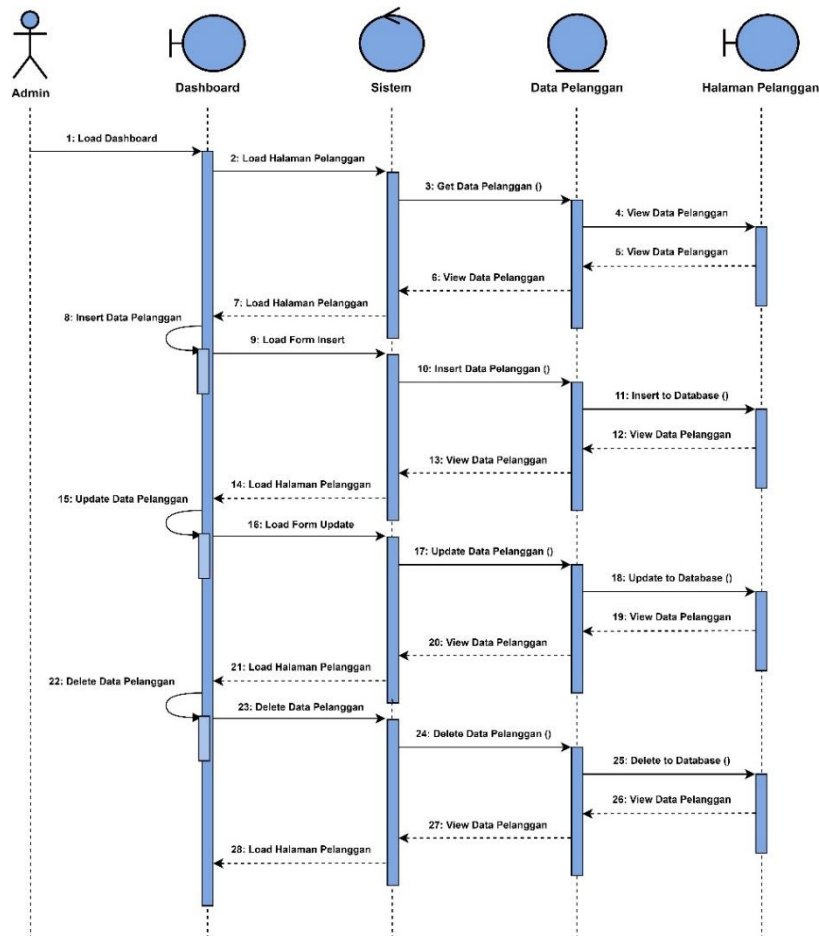 Admin
Dashboard
Sistem
Data Pelanggan
Halaman Pelanggan
1: Load Dashboard
2: Load Halaman Pelanggan
3: Get Data Pelanggan ()
4: View Data Pelanggan
5: View Data Pelanggan
6: View Data Pelanggan
7: Load Halaman Pelanggan
8: Insert Data Pelanggan
9: Load Form Insert
10: Insert Data Pelanggan ()
11: Insert to Database ()
12: View Data Pelanggan
13: View Data Pelanggan
14: Load Halaman Pelanggan
15: Update Data Pelanggan
16: Load Form Update
17: Update Data Pelanggan ()
18: Update to Database ()
19: View Data Pelanggan
20: View Data Pelanggan
21: Load Halaman Pelanggan
22: Delete Data Pelanggan
23: Delete Data Pelanggan
24: Delete Data Pelanggan ()
25: Delete to Database ()
26: View Data Pelanggan
27: View Data Pelanggan
28: Load Halaman Pelanggan